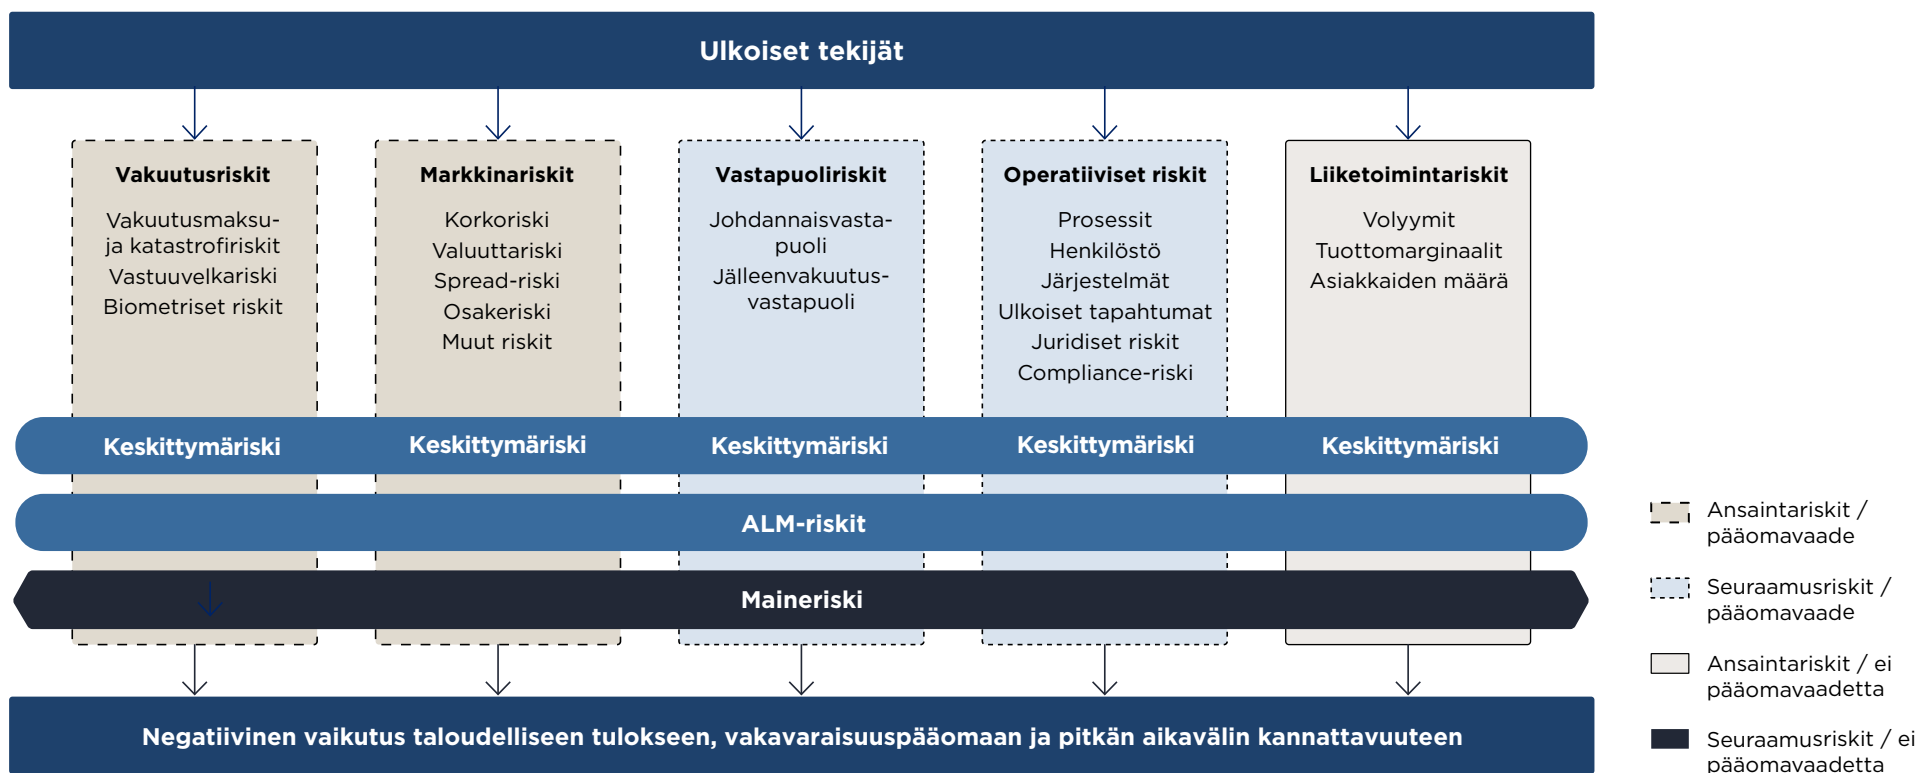 Ulkoiset tekijät
Vakuutusriskit
Vakuutusmaksu-
ja katastrofiriskit
Vastuuvelkariski
Biometriset riskit
Markkinariskit
Korkoriski
Valuuttariski
Spread-riski
Osakeriski
Muut riskit
Vastapuoliriskit
Johdannaisvasta-
puoli
Jälleenvakuutus-
vastapuoli
Operatiiviset riskit
Prosessit
Henkilöstö
Järjestelmät
Ulkoiset tapahtumat
Juridiset riskit
Compliance-riski
Liiketoimintariskit
Volyymit
Tuottomarginaalit
Asiakkaiden määrä
Keskittymäriski
Keskittymäriski
Keskittymäriski
Keskittymäriski
Keskittymäriski
ALM-riskit
Maineriski
Negatiivinen vaikutus taloudelliseen tulokseen, vakavaraisuuspääomaan ja pitkän aikavälin kannattavuuteen
Ansaintariskit /
pääomavaade
Seuraamusriskit /
pääomavaade
Ansaintariskit / ei
pääomavaadetta
Seuraamusriskit / ei
pääomavaadetta